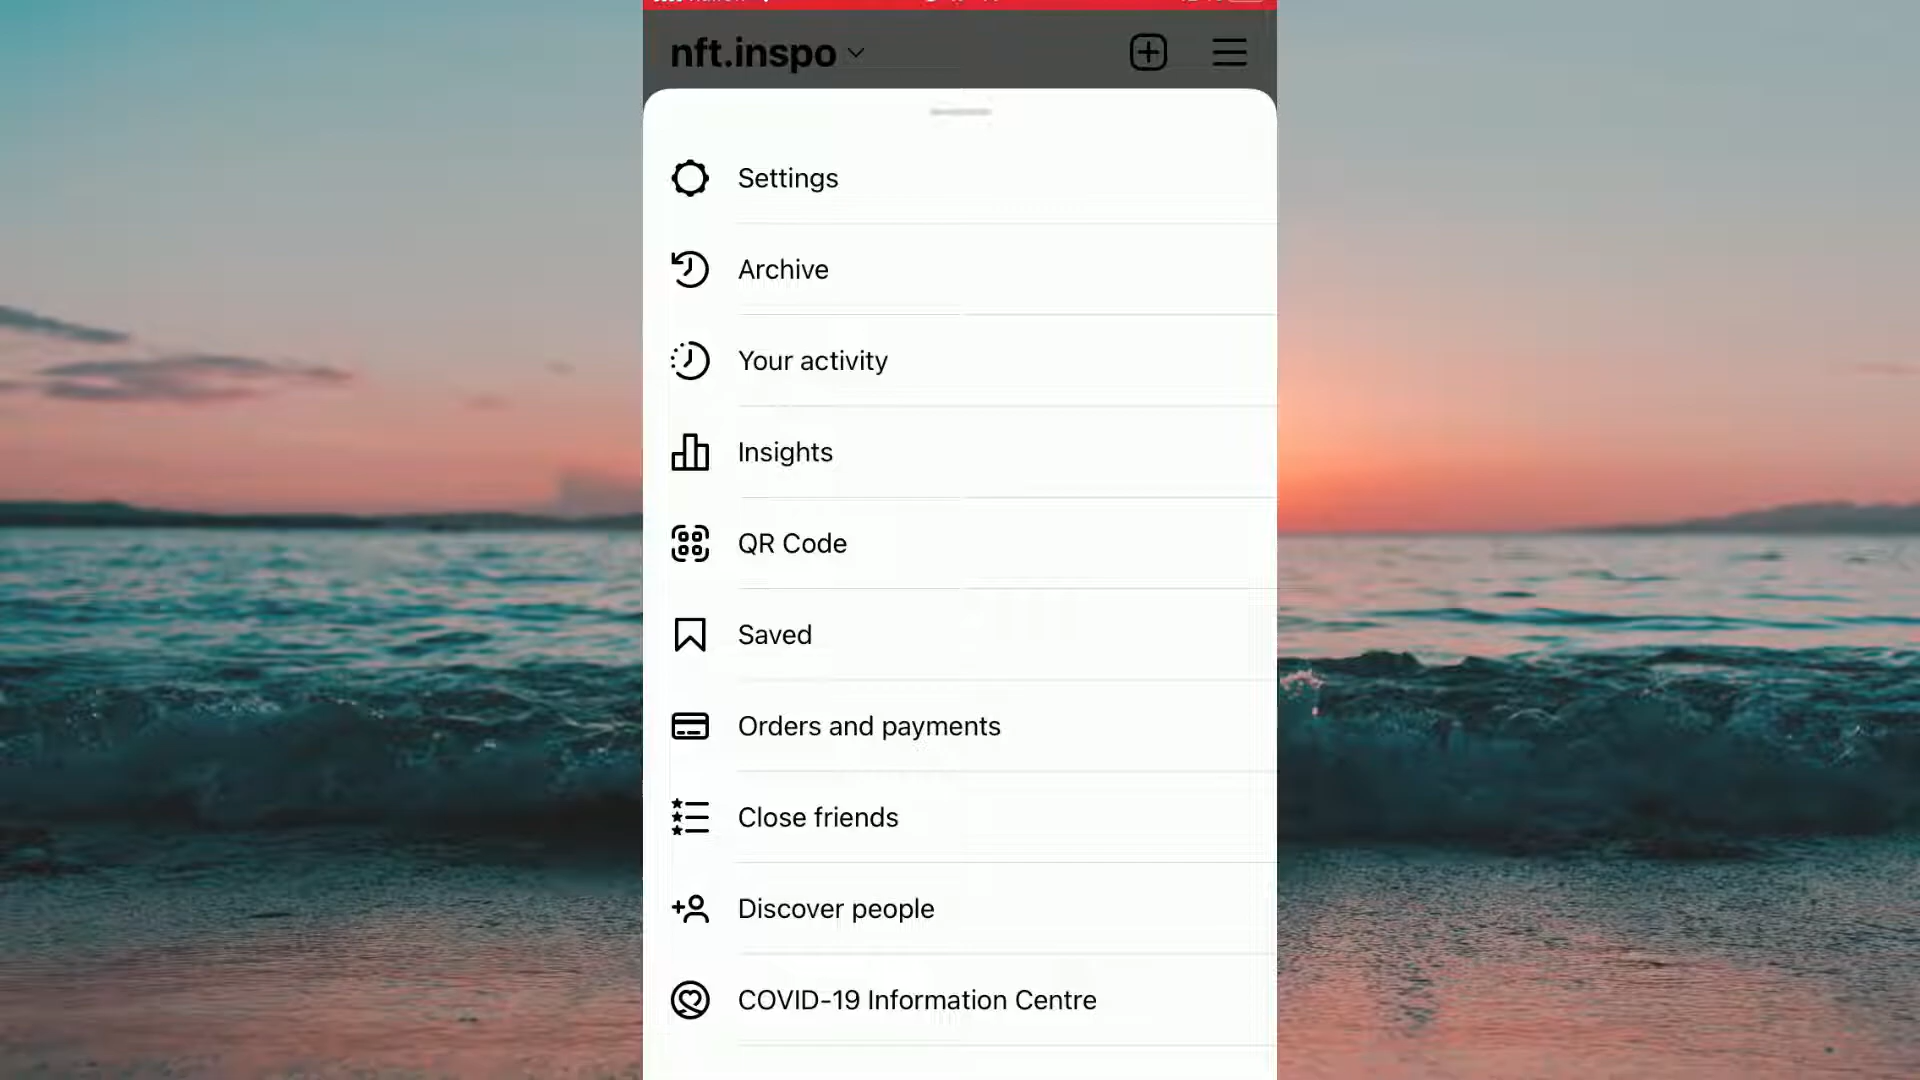 nft.inspo
Settings
Archive
Your activity
Insights
QR Code
Saved
Orders and payments
Close friends
Discover people
COVID-19 Information Centre